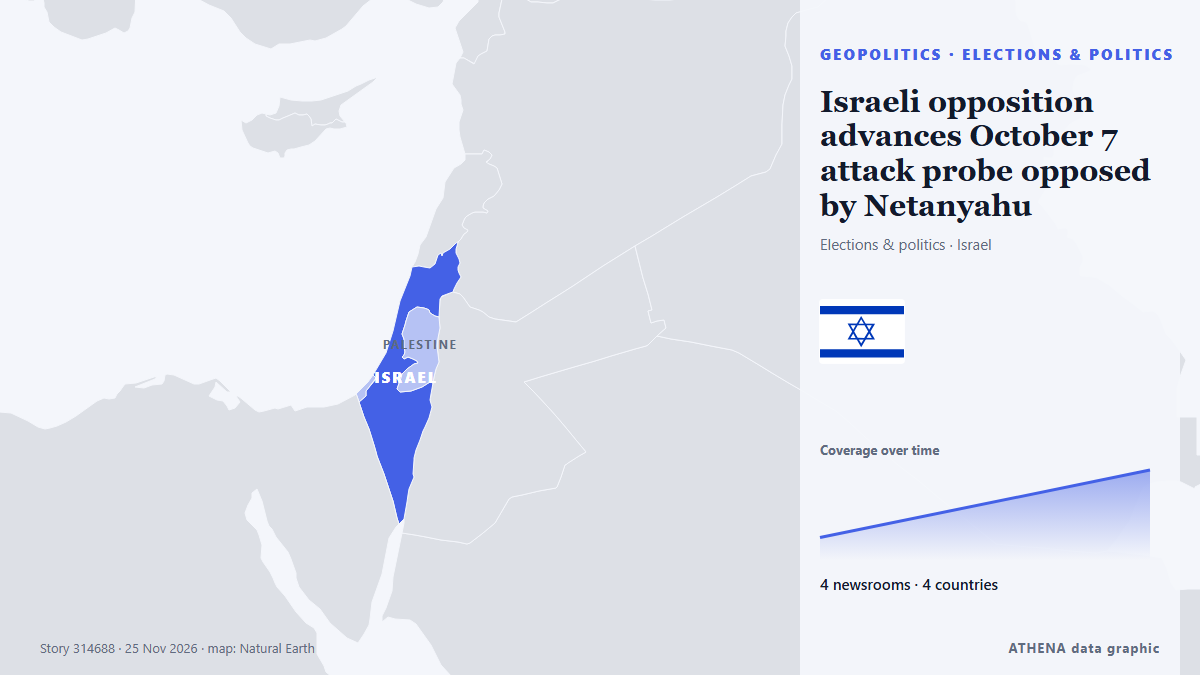 GEOPOLITICS · ELECTIONS & POLITICS
Israeli opposition
advances October 7
attack probe opposed
by Netanyahu
Elections & politics · Israel
PALESTINE
ISRAEL
Coverage over time
4 newsrooms · 4 countries
Story 314688 · 25 Nov 2026 · map: Natural Earth
ATHENA data graphic